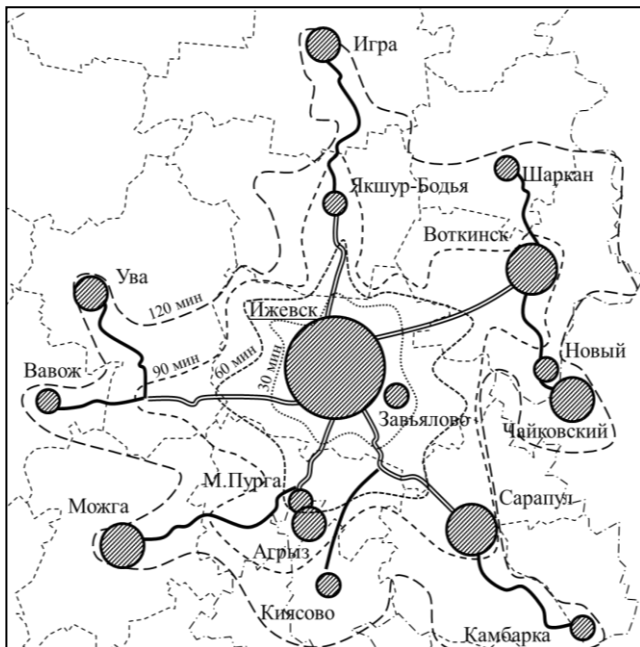 Игра
Шаркан
Якшур-Бодья
Воткинск
Ува
120 мин
Ижевск
90 мин
60 мин
30 мин
Вавож
Новый
Завьялово
Чайковский
М.Пурга
Можга
Сарапул
Агрыз
Киясово
Камбарка